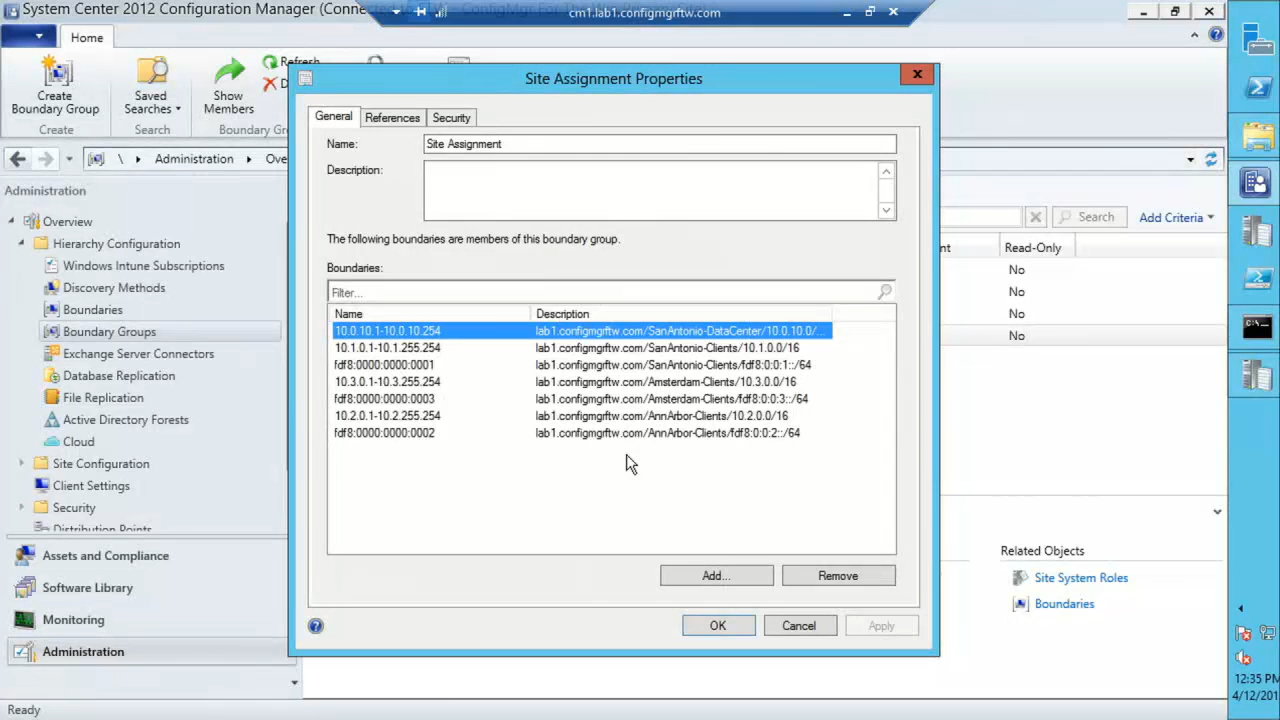 System Center 2012 Configuration Manager (Connected
cm1.lab1.configmgrftw.com
Home
Create
Boundary Group
Saved
Searches
Show
Members
Refresh
Create
Search
Boundary
\
Administration
Administration
Overview
Hierarchy Configuration
Windows Intune Subscriptions
Discovery Methods
Boundaries
Boundary Groups
Exchange Server Connectors
Database Replication
File Replication
Active Directory Forests
Cloud
Site Configuration
Client Settings
Security
Distribution Points
Assets and Compliance
Software Library
Monitoring
Administration
Ready
Site Assignment Properties
General
References
Security
Name:
Site Assignment
Description:
The following boundaries are members of this boundary group.
Boundaries:
Filter...
Name Description
10.0.10.1-10.0.10.254 lab1.configmgrftw.com/SanAntonio-DataCenter/10.0.10.0/...
10.1.0.1-10.1.255.254 lab1.configmgrftw.com/SanAntonio-Clients/10.1.0.0/16
fdf8:0000:0000:0001 lab1.configmgrftw.com/SanAntonio-Clients/fdf8:0:0:1::/64
10.3.0.1-10.3.255.254 lab1.configmgrftw.com/Amsterdam-Clients/10.3.0.0/16
fdf8:0000:0000:0003 lab1.configmgrftw.com/Amsterdam-Clients/fdf8:0:0:3::/64
10.2.0.1-10.2.255.254 lab1.configmgrftw.com/AnnArbor-Clients/10.2.0.0/16
fdf8:0000:0000:0002 lab1.configmgrftw.com/AnnArbor-Clients/fdf8:0:0:2::/64
Add...
Remove
OK
Cancel
Apply
Search
Add Criteria
Read-Only
No
No
No
No
Related Objects
Site System Roles
Boundaries
12:35 PM
4/12/201